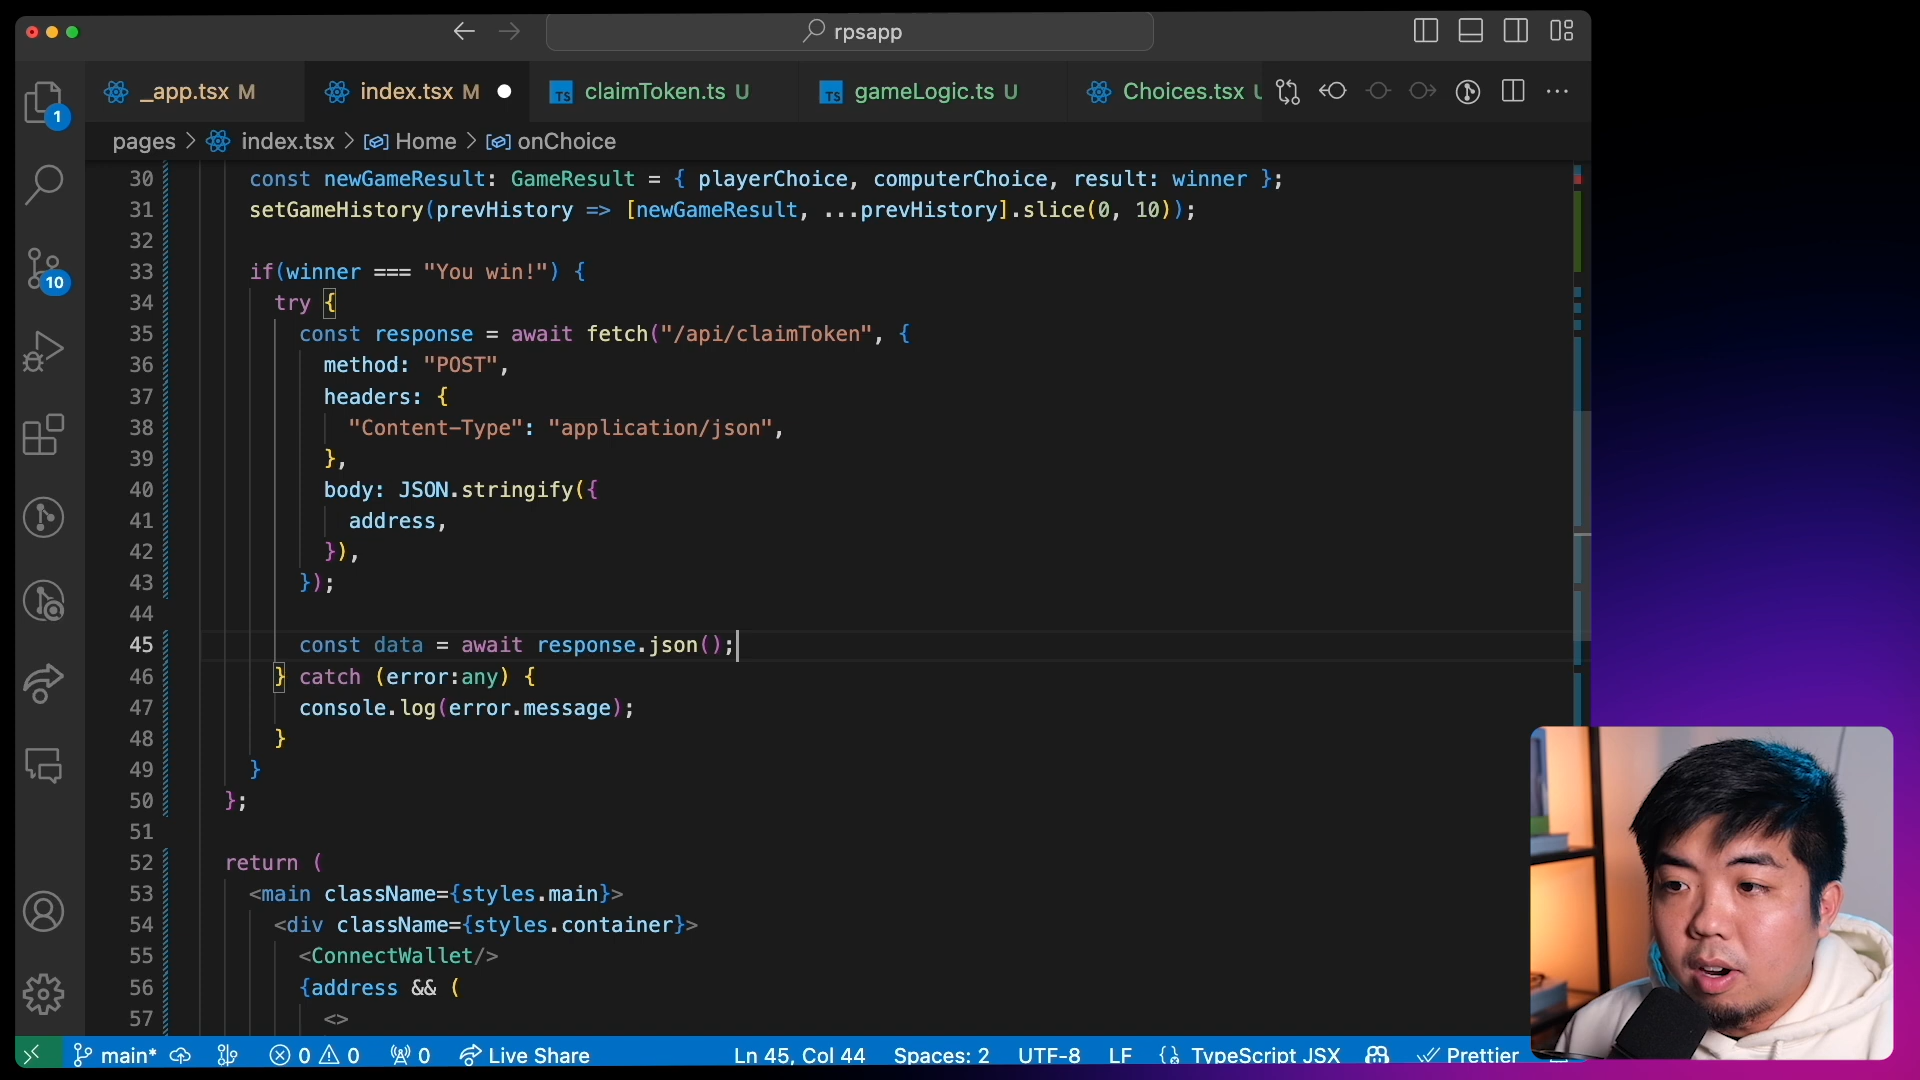 rpsapp
_app.tsx M
index.tsx M
TS claimToken.ts U
TS gameLogic.ts U
Choices.tsx
1
pages > index.tsx > Home > onChoice
10
30 const newGameResult: GameResult = { playerChoice, computerChoice, result: winner };
31 setGameHistory(prevHistory => [newGameResult, ...prevHistory].slice(0, 10));
32
33 if(winner === "You win!") {
34 try {
35 const response = await fetch("/api/claimToken", {
36 method: "POST",
37 headers: {
38 "Content-Type": "application/json",
39 },
40 body: JSON.stringify({
41 address,
42 }),
43 });
44
45 const data = await response.json();
46 } catch (error:any) {
47 console.log(error.message);
48 }
49 }
50 };
51
52 return (
53 <main className={styles.main}>
54 <div className={styles.container}>
55 <ConnectWallet/>
56 {address && (
57 <>
main* 0 0 0 Live Share Ln 45, Col 44 Spaces: 2 UTF-8 LF TypeScript JSX Prettier